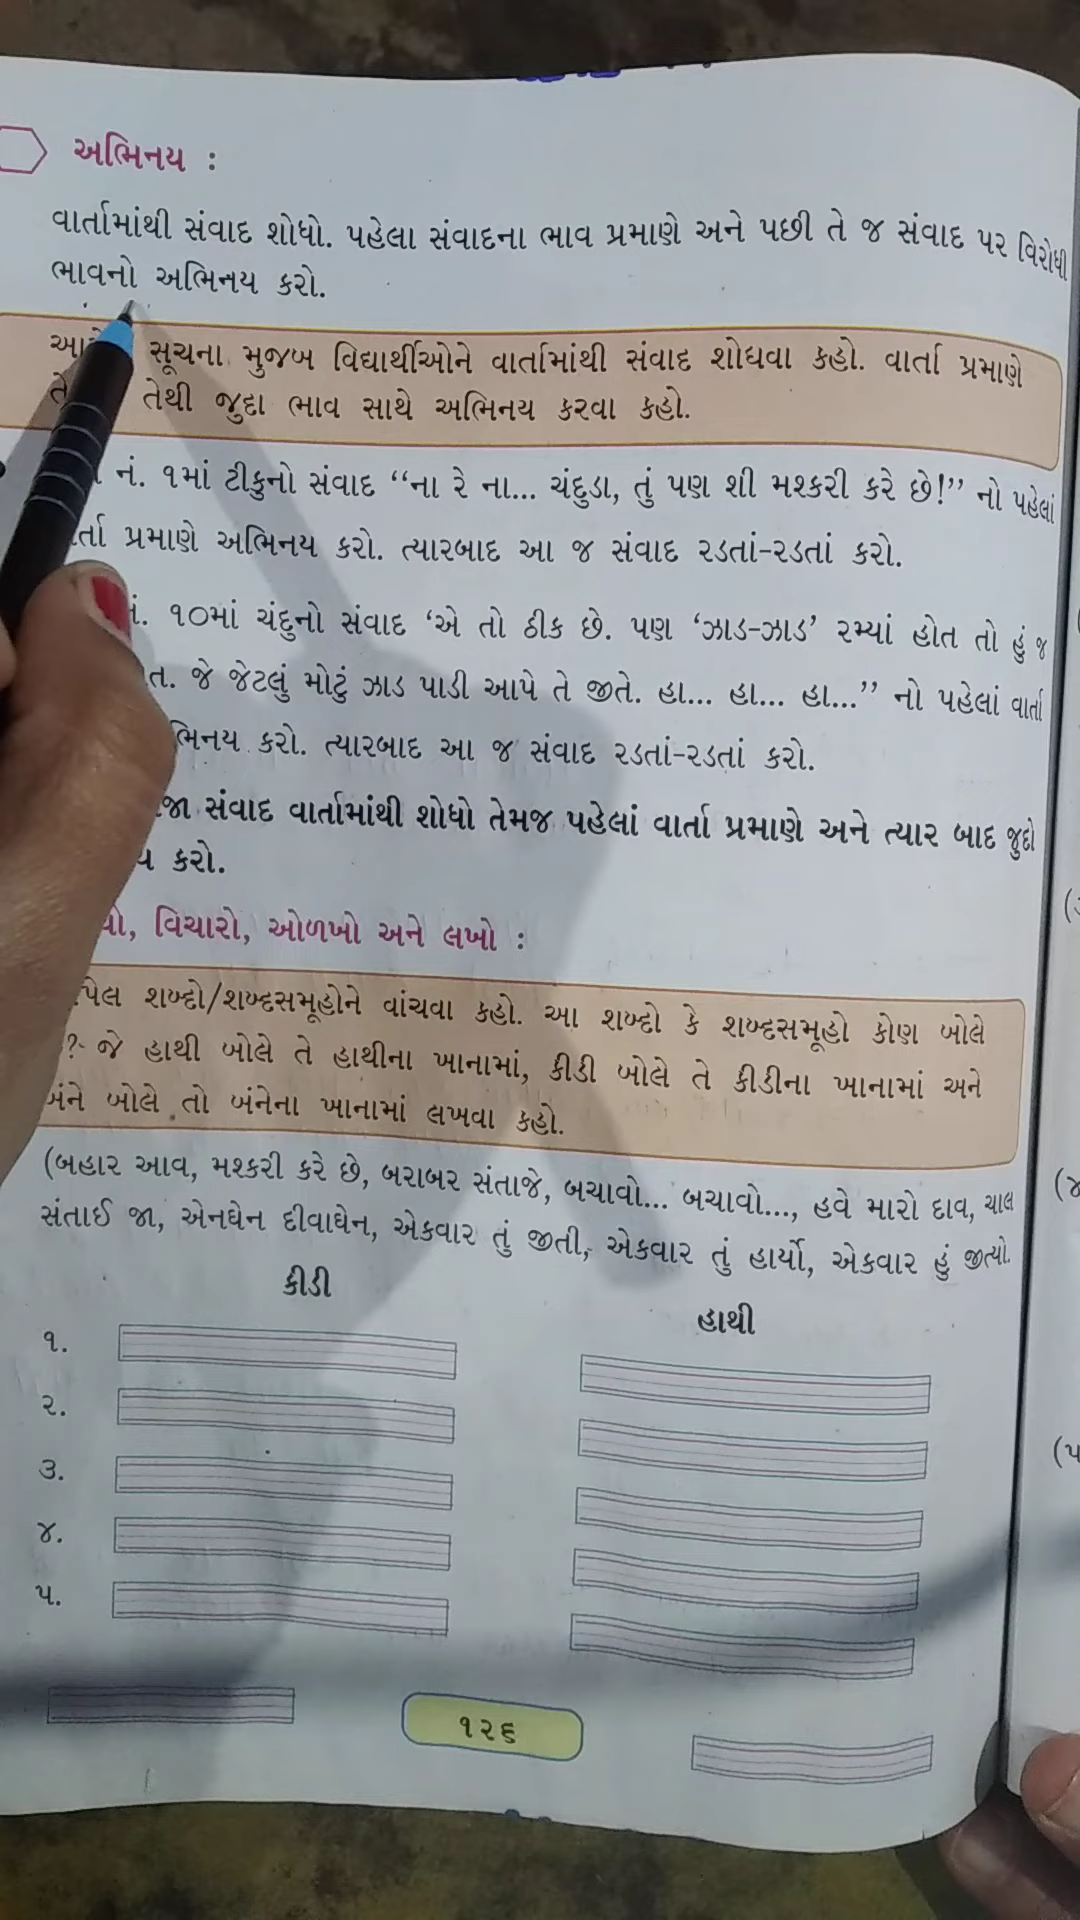 અભિનય :
વાર્તામાંથી સંવાદ શોધો. પહેલા સંવાદના ભાવ પ્રમાણે અને પછી તે જ સંવાદ પર વિરોધી
ભાવનો અભિનય કરો.
સૂચના મુજબ વિદ્યાર્થીઓને વાર્તામાંથી સંવાદ શોધવા કહો. વાર્તા પ્રમાણે
તેથી જુદા ભાવ સાથે અભિનય કરવા કહો.
નં. ૧માં ટીકુનો સંવાદ “ના રે ના... ચંદુડા, તું પણ શી મશ્કરી કરે છે!” નો પહેલાં
પ્રમાણે અભિનય કરો. ત્યારબાદ આ જ સંવાદ રડતાં-રડતાં કરો.
૧૦માં ચંદુનો સંવાદ ‘એ તો ઠીક છે. પણ ‘ઝાડ-ઝાડ’ રમ્યાં હોત તો હું જ
જે જેટલું મોટું ઝાડ પાડી આપે તે જીતે. હા... હા... હા...” નો પહેલાં વાર્તા
કરો. ત્યારબાદ આ જ સંવાદ રડતાં-રડતાં કરો.
સંવાદ વાર્તામાંથી શોધો તેમજ પહેલાં વાર્તા પ્રમાણે અને ત્યાર બાદ જુદો
કરો.
વિચારો, ઓળખો અને લખો :
શબ્દો/શબ્દસમૂહોને વાંચવા કહો. આ શબ્દો કે શબ્દસમૂહો કોણ બોલે
? જે હાથી બોલે તે હાથીના ખાનામાં, કીડી બોલે તે કીડીના ખાનામાં અને
બોલે તો બંનેના ખાનામાં લખવા કહો.
(બહાર આવ, મશ્કરી કરે છે, બરાબર સંતાજે, બચાવો... બચાવો..., હવે મારો દાવ, ચાલ
સંતાઈ જા, એનઘેન દીવાઘેન, એકવાર તું જીતી, એકવાર તું હાર્યો, એકવાર હું જીત્યો.
કીડી
હાથી
૧.
૨.
૩.
૪.
૫.
૧૨૬